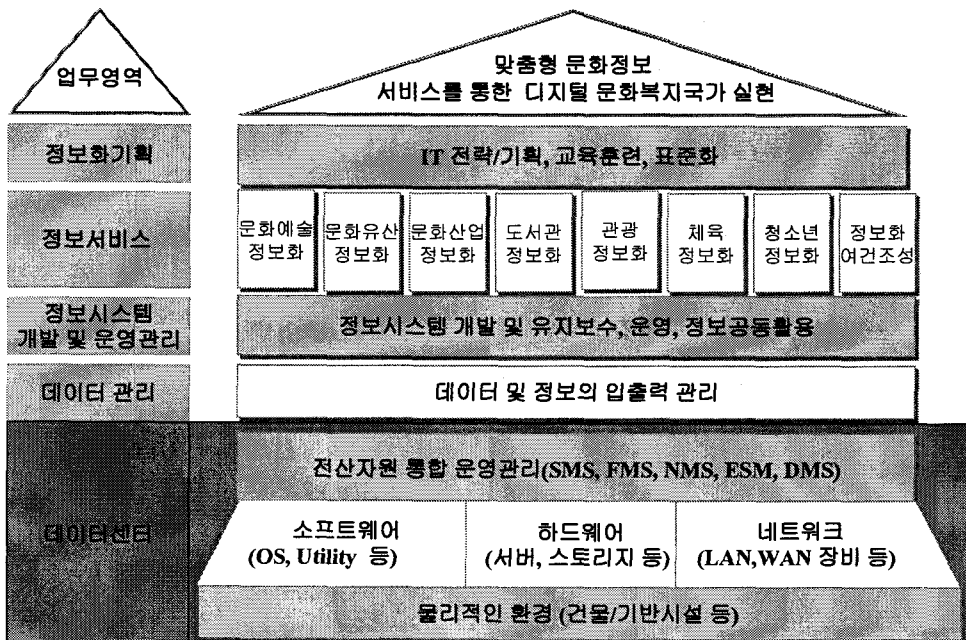 업무영역
맞춤형 문화정보
서비스를 통한 디지털 문화복지국가 실현
정보화기획
IT 전략/기획, 교육훈련, 표준화
정보서비스
문화예술
정보화
문화유산
정보화
문화산업
정보화
도서관
정보화
관광
정보화
체육
정보화
청소년
정보화
정보화
여건조성
정보시스템
개발 및 운영관리
정보시스템 개발 및 유지보수, 운영, 정보공동활용
데이터 관리
데이터 및 정보의 입출력 관리
데이터센터
전산자원 통합 운영관리(SMS, FMS, NMS, ESM, DMS)
소프트웨어
(OS, Utility 등)
하드웨어
(서버, 스토리지 등)
네트워크
(LAN,WAN 장비 등)
물리적인 환경 (건물/기반시설 등)